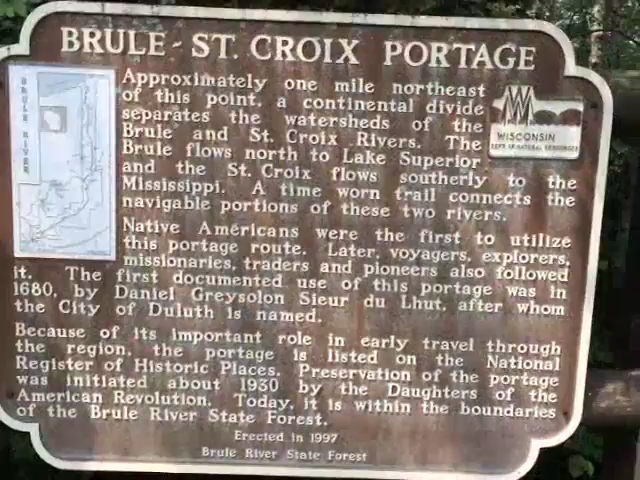 BRULE - ST. CROIX PORTAGE
Approximately one mile northeast
of this point, a continental divide
separates the watersheds of the
Brule and St. Croix Rivers. The
Brule flows north to Lake Superior
and the St. Croix flows southerly to the
Mississippi. A time worn trail connects the
navigable portions of these two rivers.
BRULE RIVER
WISCONSIN
DEPT. OF NATURAL RESOURCES
Native Americans were the first to utilize
this portage route. Later, voyagers, explorers,
missionaries, traders and pioneers also followed
it. The first documented use of this portage was in
1680, by Daniel Greysolon Sieur du Lhut, after whom
the City of Duluth is named.
Because of its important role in early travel through
the region, the portage is listed on the National
Register of Historic Places. Preservation of the portage
was initiated about 1930 by the Daughters of the
American Revolution. Today, it is within the boundaries
of the Brule River State Forest.
Erected in 1997
Brule River State Forest